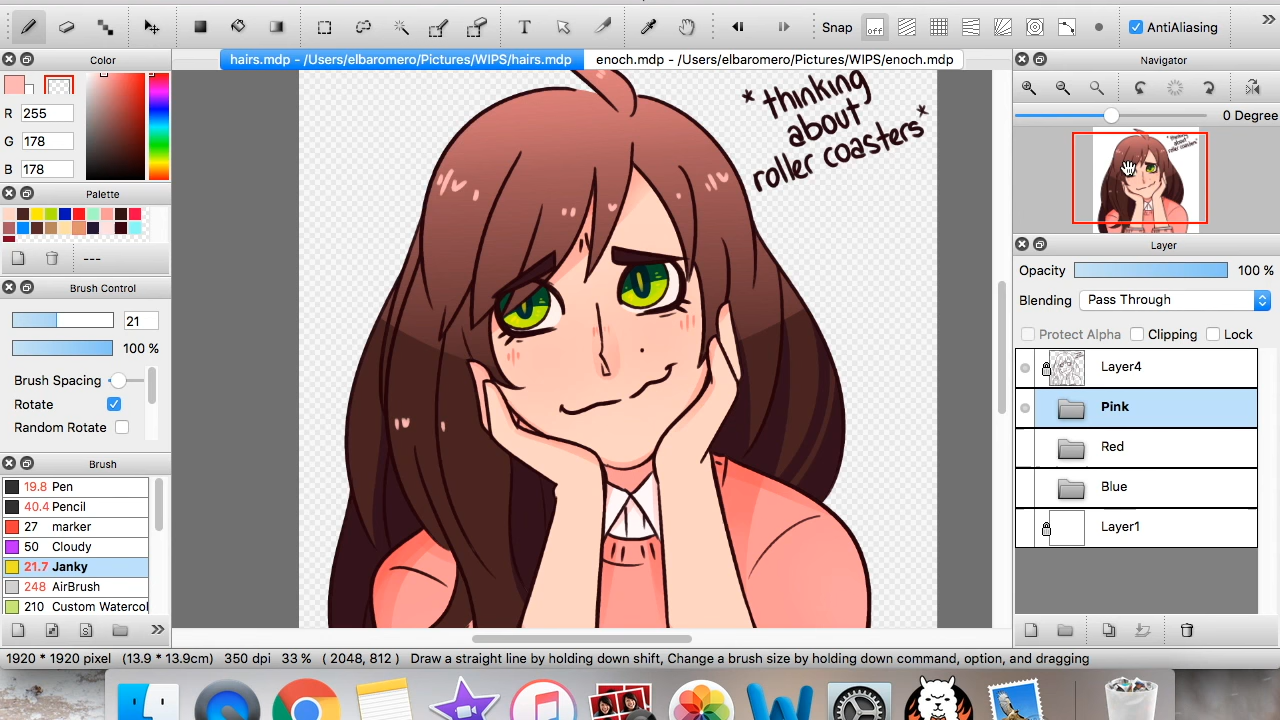 Snap
off
AntiAliasing
Color
hairs.mdp - /Users/elbaromero/Pictures/WIPS/hairs.mdp
enoch.mdp - /Users/elbaromero/Pictures/WIPS/enoch.mdp
Navigator
R 255
G 178
B 178
0 Degree
Palette
---
Brush Control
21
100 %
Brush Spacing
Rotate
Random Rotate
Brush
19.8 Pen
40.4 Pencil
27 marker
50 Cloudy
21.7 Janky
248 AirBrush
210 Custom Watercol
*thinking
about
roller coasters*
Layer
Opacity 100 %
Blending Pass Through
Protect Alpha Clipping Lock
Layer4
Pink
Red
Blue
Layer1
1920 * 1920 pixel (13.9 * 13.9cm) 350 dpi 33 % ( 2048, 812 ) Draw a straight line by holding down shift, Change a brush size by holding down command, option, and dragging